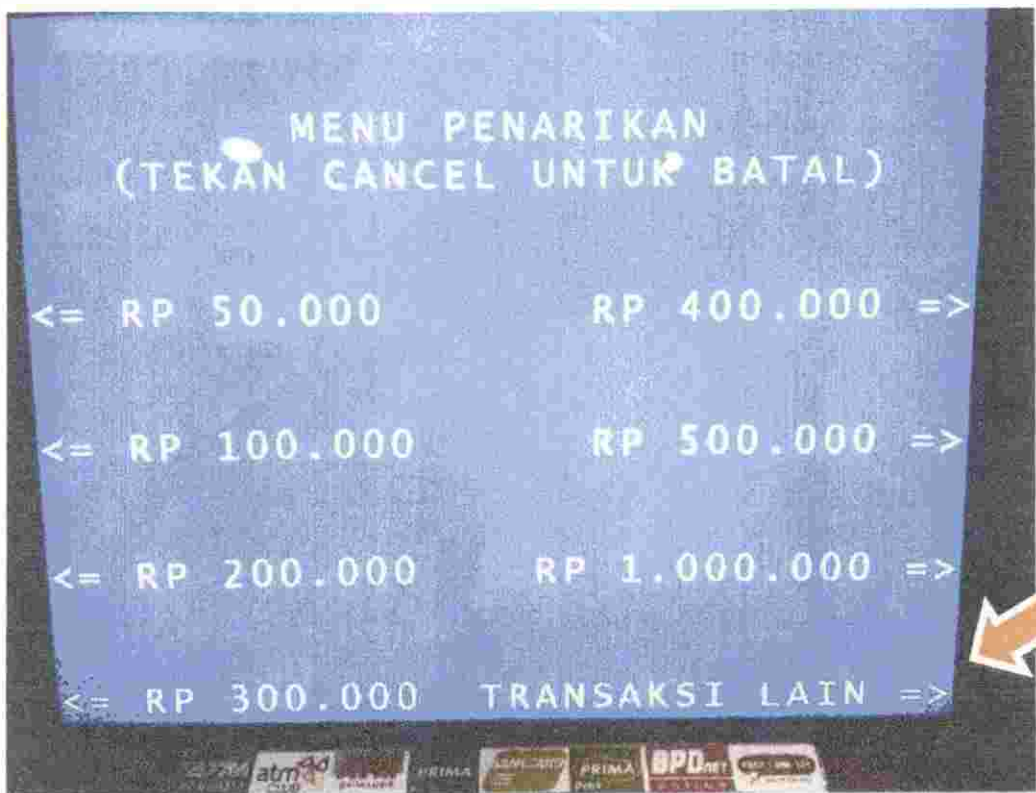 MENU PENARIKAN
(TEKAN CANCEL UNTUK BATAL)
<= RP 50.000 RP 400.000 =>
<= RP 100.000 RP 500.000 =>
<= RP 200.000 RP 1.000.000 =>
<= RP 300.000 TRANSAKSI LAIN =>
atm PRIMA PRIMA BPD